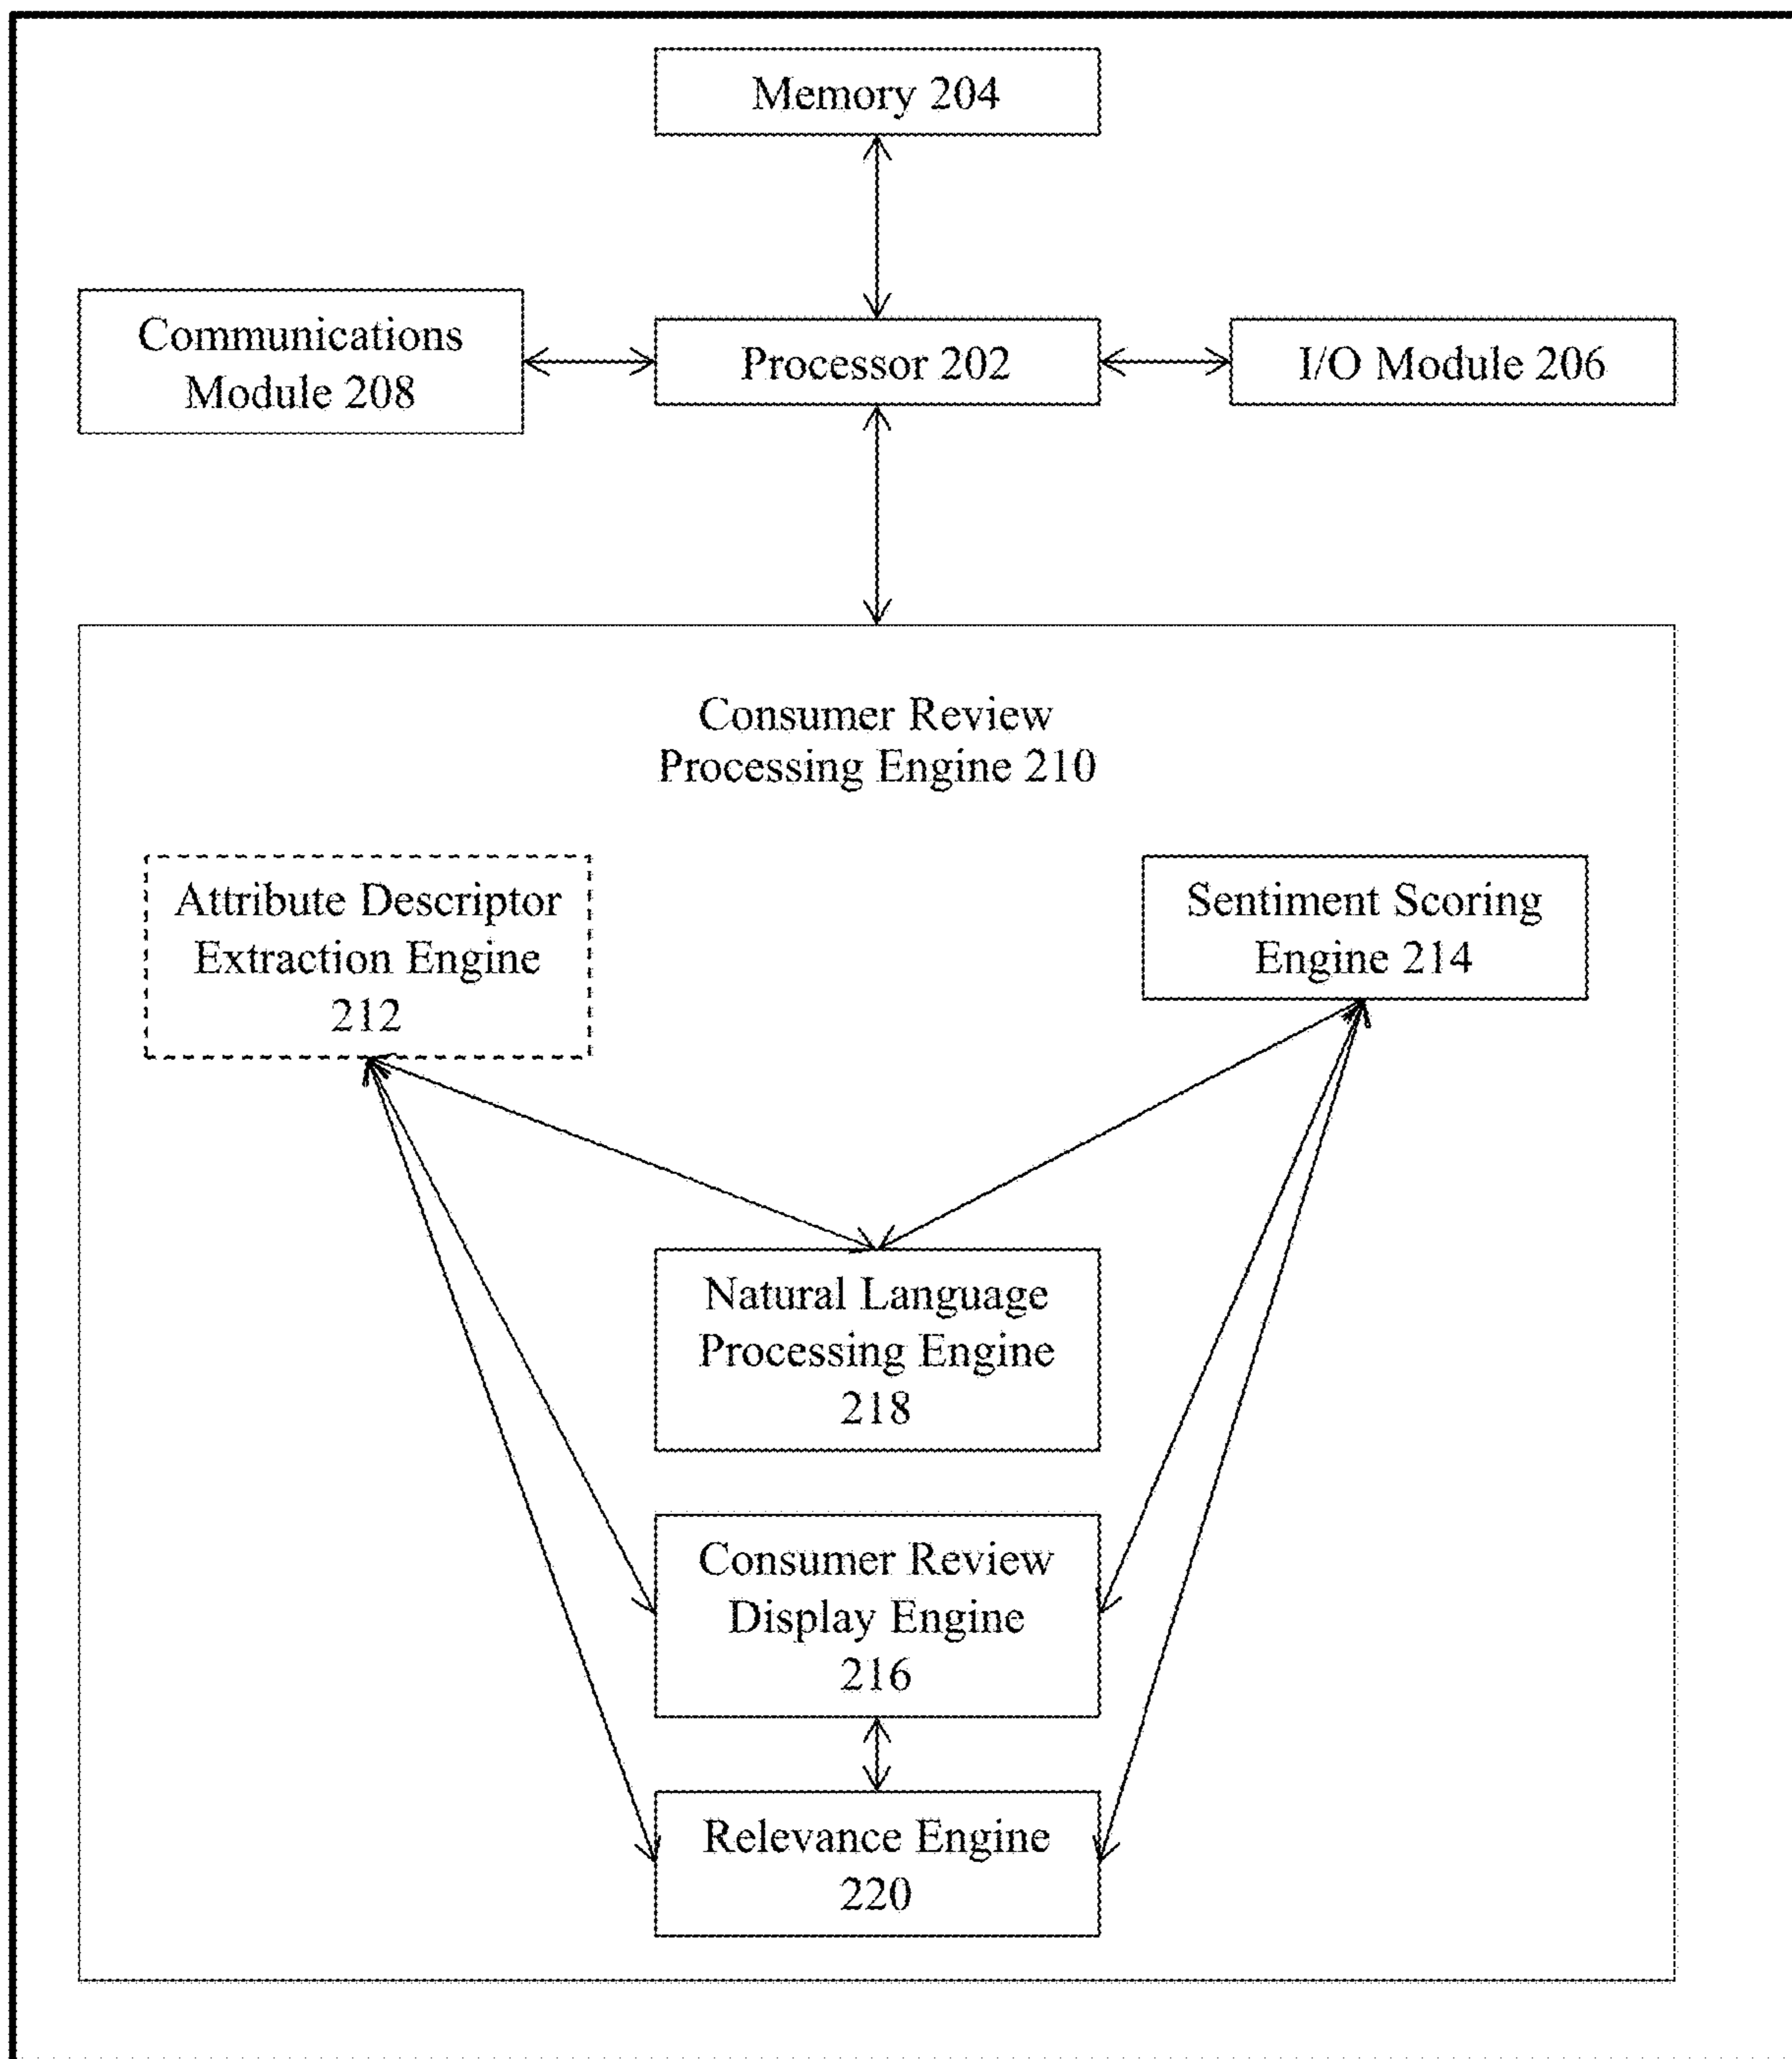 Memory 204
Communications
Module 208
Processor 202
I/O Module 206
Consumer Review
Processing Engine 210
Attribute Descriptor
Extraction Engine
212
Sentiment Scoring
Engine 214
Natural Language
Processing Engine
218
Consumer Review
Display Engine
216
Relevance Engine
220